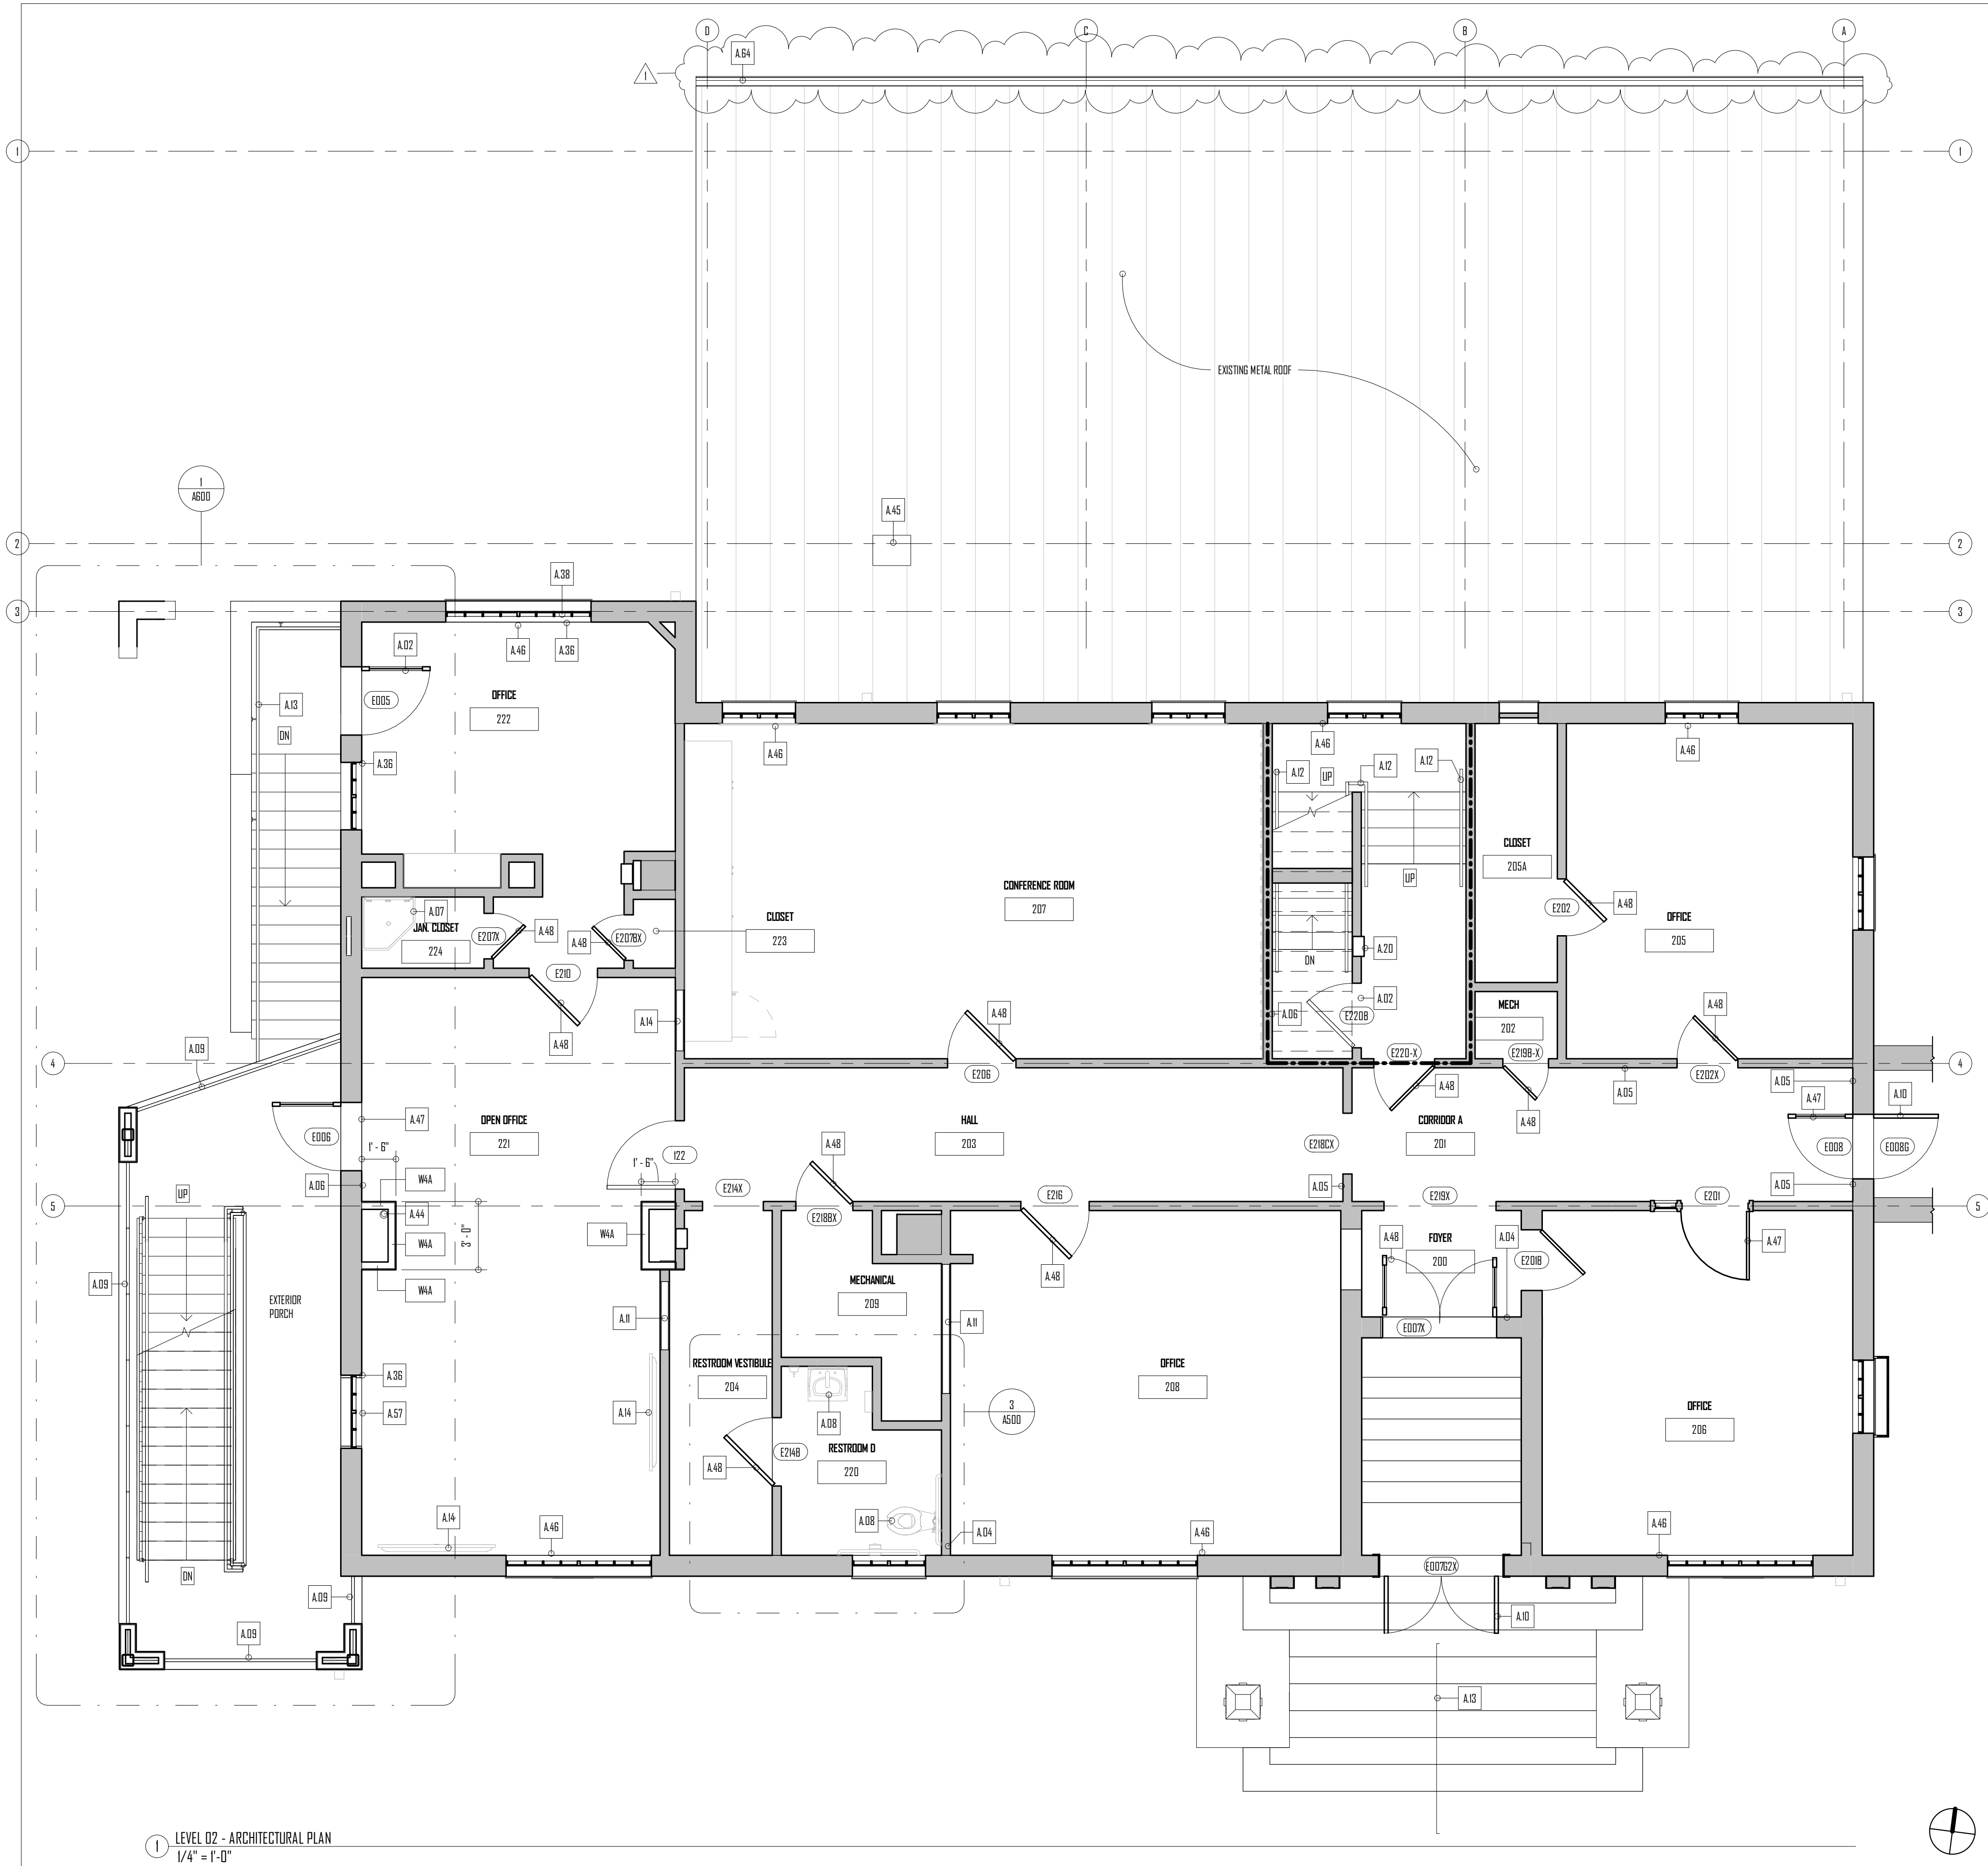 D
C
B
A
A.64
1
1
1
EXISTING METAL ROOF
1
A600
A.45
2
2
A.38
3
3
A.02
A.46
A.36
E005
OFFICE
222
A.13
DN
A.36
A.46
A.46
A.46
A.12
UP
A.12
A.12
CLOSET
205A
UP
CONFERENCE ROOM
207
A.07
JAN. CLOSET
224
E207X
A.48
A.48
E207BX
CLOSET
223
E202
A.48
OFFICE
205
A.20
DN
E210
A.02
MECH
202
A.14
A.48
A.48
A.06
E220B
A.48
A.09
4
E206
E220-X
E219B-X
E202X
4
A.48
A.05
A.05
A.47
A.10
A.47
OPEN OFFICE
221
HALL
203
CORRIDOR A
201
A.48
E006
1' - 6"
A.48
E218CX
E008
E008G
122
1' - 6"
A.06
W4A
E214X
A.05
A.05
UP
5
A.44
E218BX
E216
E219X
E201
5
3' - 0"
W4A
W4A
A.48
FOYER
200
A.04
E201B
A.47
A.09
W4A
MECHANICAL
209
A.48
EXTERIOR
PORCH
A.11
A.11
E007X
A.36
RESTROOM VESTIBULE
204
OFFICE
208
A.57
A.14
A.08
3
A500
OFFICE
206
E214B
RESTROOM D
220
A.48
A.14
A.46
A.08
A.04
A.46
A.46
DN
E007G2X
A.09
A.10
A.09
A.13
1
LEVEL 02 - ARCHITECTURAL PLAN
1/4" = 1'-0"